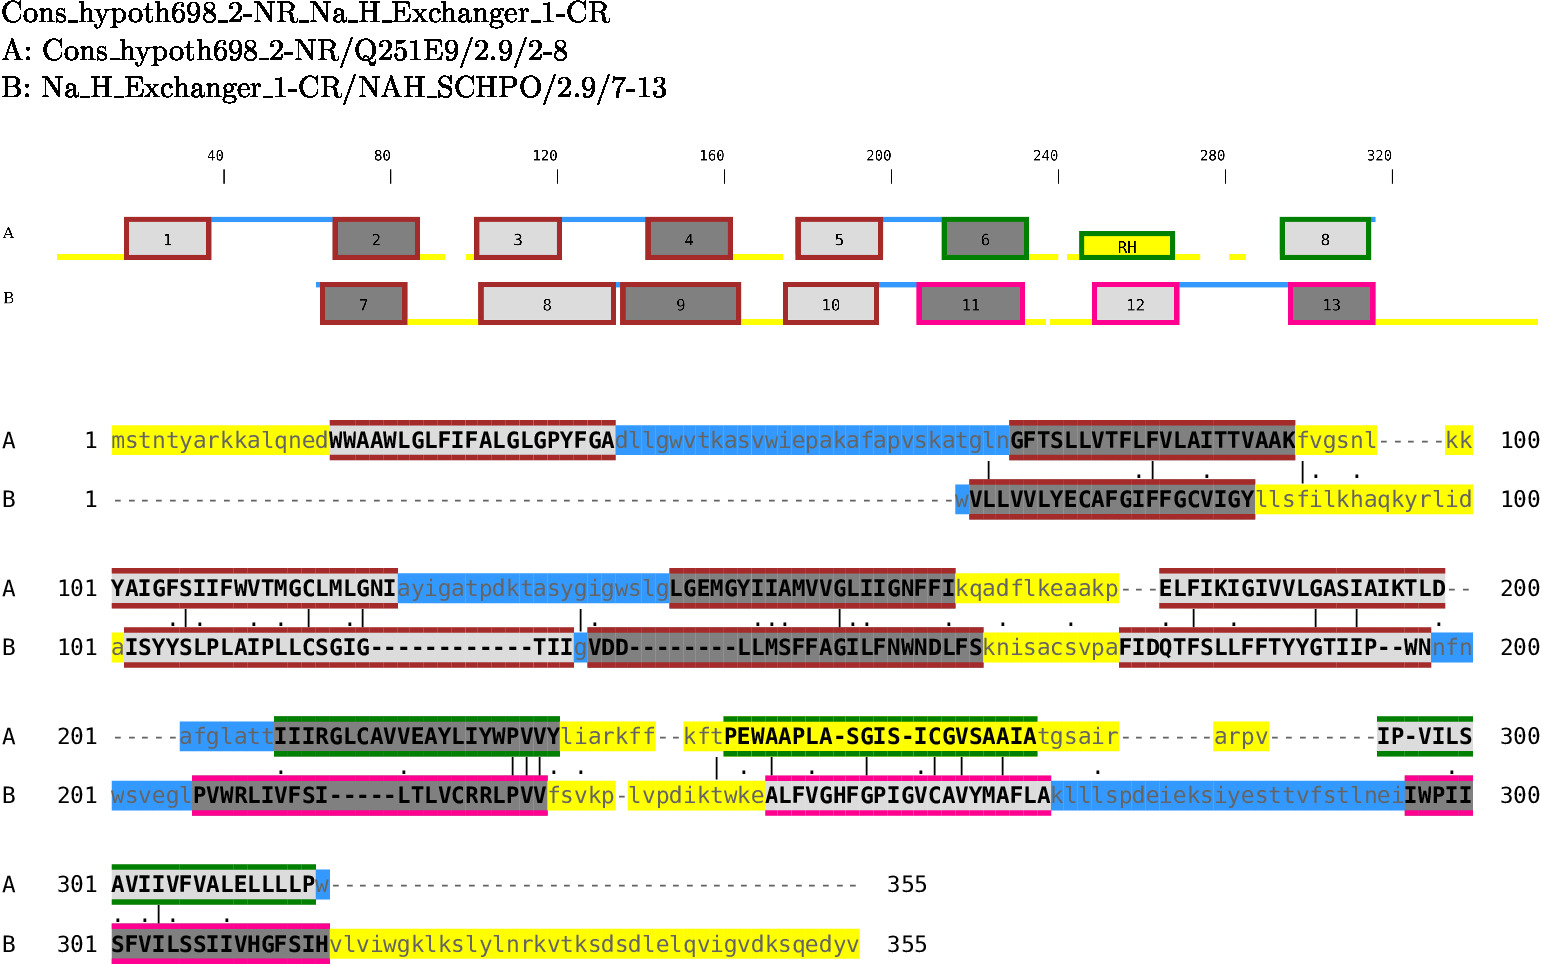 Cons_hypoth698_2-NR_Na_H_Exchanger_1-CR
A: Cons_hypoth698_2-NR/Q251E9/2.9/2-8
B: Na_H_Exchanger_1-CR/NAH_SCHPO/2.9/7-13
40 80 120 160 200 240 280 320
A 1 2 3 4 5 6 RH 8
B 7 8 9 10 11 12 13
A 1 mstntyarkkalqnedWWAAWLGLFIFALGLGPYFGAdllgwvtkasvwiepakafapvskatglnGFTSLLVTFLFVLAITTVAAKfvgsnl-----kk 100
B 1 --------------------------------------------------------------wVLLVVLYECAFGIFFGCVIGYllsfilkhaqkyrlid 100
A 101 YAIGFSIIFWVTMGCLMLGNIayigatpdktasygigwslgLGEMGYIIAMVVGLIIGNFFIkqadflkeaakp---ELFIKIGIVVLGASIAIKTLD-- 200
B 101 aISYYSLPLAIPLLCSGIG------------TIIgVDD--------LLMSFFAGILFNWNDLFSknisacsvpaFIDQTFSLLFFTYYGTIIP--WNnfn 200
A 201 -----afglattIIIRGLCAVVEAYLIYWPVVYliarkff--kftPEWAAPLA-SGIS-ICGVSAAIAtgsair-------arpv--------IP-VILS 300
B 201 wsveglPVWRLIVFSI-----LTLVCRRLPVVfsvkp-lvpdiktwkeALFVGHFGPIGVCAVYMAFLAklllspdeieksiyesttvfstlneiIWPII 300
A 301 AVIIVFVALELLLLPw--------------------------------------- 355
B 301 SFVILSSIIVHGFSIHvlviwgklkslylnrkvtksdsdlelqvigvdksqedyv 355